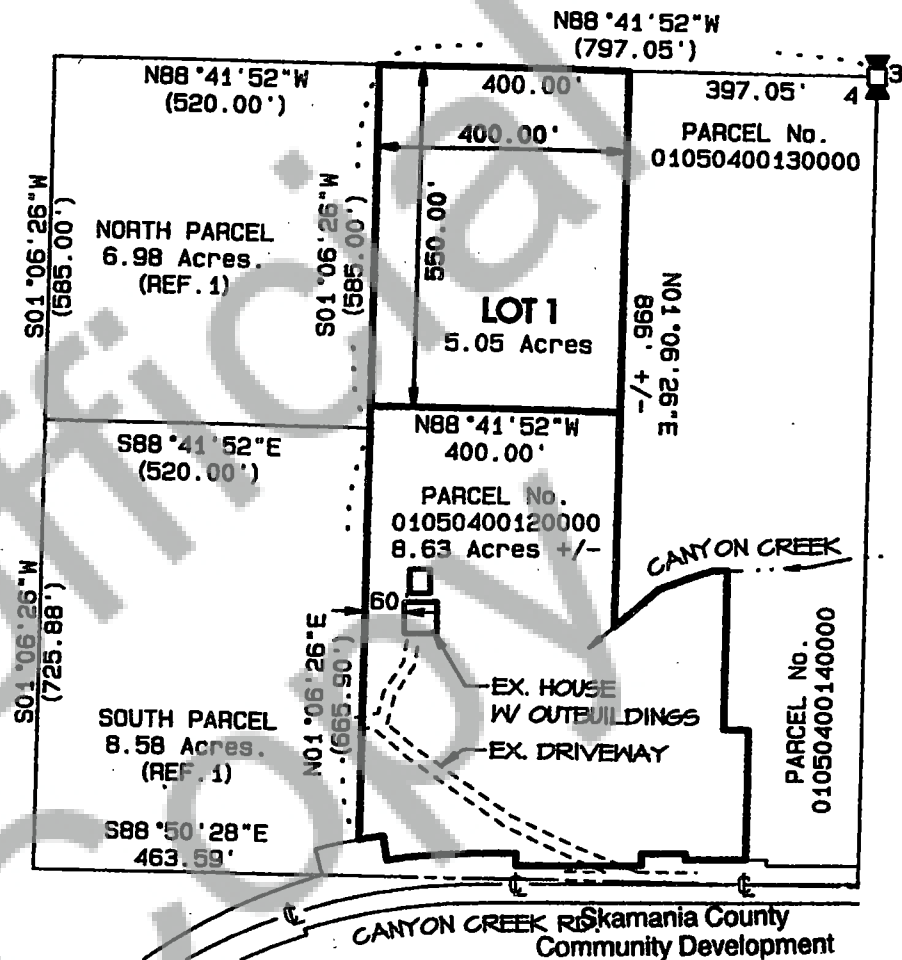 N88°41'52"W
(797.05')
N88°41'52"W
(520.00')
400.00'
397.05'
3
4
400.00'
PARCEL No.
01050400130000
S01°06'26"W
(585.00')
NORTH PARCEL
6.98 Acres.
(REF. 1)
S01°06'26"W
(585.00')
550.00'
LOT 1
5.05 Acres
N01°06'26"E
896' +/-
S88°41'52"E
(520.00')
N88°41'52"W
400.00'
PARCEL No.
01050400120000
8.63 Acres +/-
CANYON CREEK
60
S01°06'26"W
(725.88')
N01°06'26"E
(665.90')
EX. HOUSE
W/ OUTBUILDINGS
EX. DRIVEWAY
PARCEL No.
01050400140000
SOUTH PARCEL
8.58 Acres.
(REF. 1)
S88°50'28"E
463.59'
CANYON CREEK RD.
Skamania County
Community Development
Unofficial
Copy